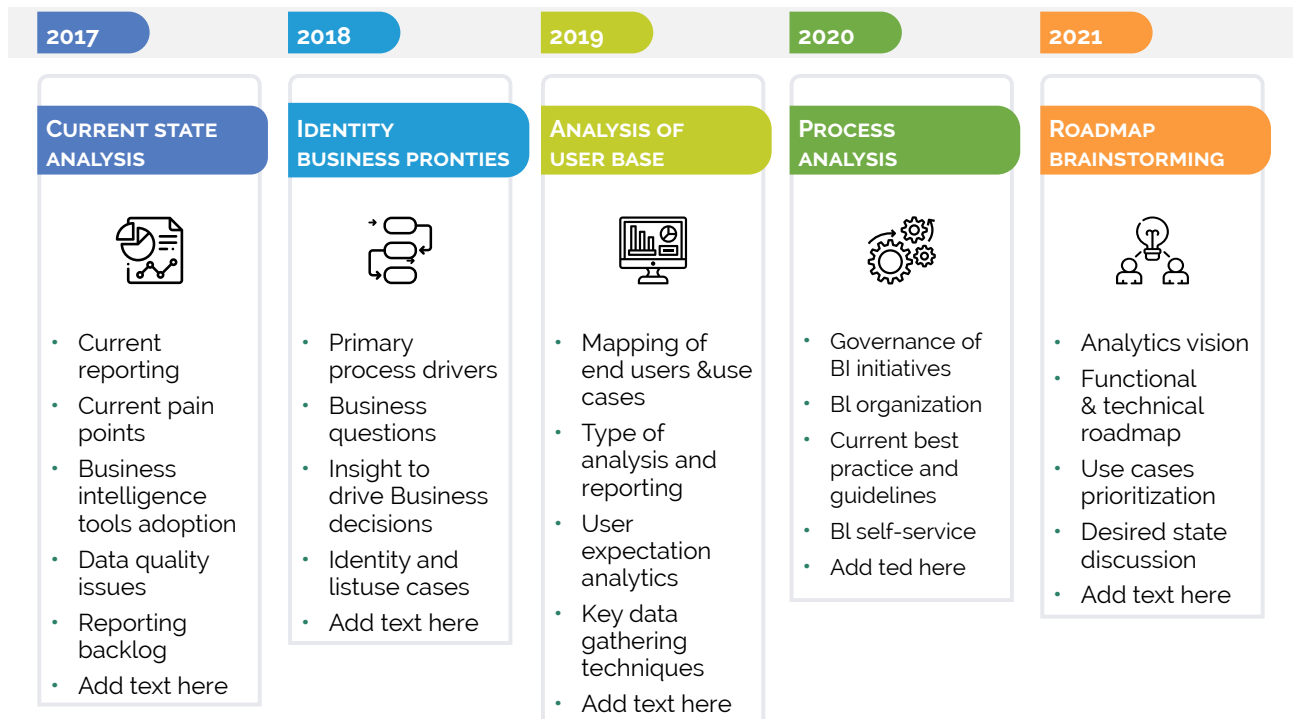 2017
CURRENT STATE
ANALYSIS
• Current
reporting
• Current pain
points
• Business
intelligence
tools adoption
• Data quality
issues
• Reporting
backlog
• Add text here
2018
IDENTITY
BUSINESS PRONTIES
• Primary
process drivers
• Business
questions
• Insight to
drive Business
decisions
• Identity and
listuse cases
• Add text here
2019
ANALYSIS OF
USER BASE
• Mapping of
end users &use
cases
• Type of
analysis and
reporting
• User
expectation
analytics
• Key data
gathering
techniques
• Add text here
2020
PROCESS
ANALYSIS
• Governance of
BI initiatives
• Bl organization
• Current best
practice and
guidelines
• Bl self-service
• Add ted here
2021
ROADMAP
BRAINSTORMING
• Analytics vision
• Functional
& technical
roadmap
• Use cases
prioritization
• Desired state
discussion
• Add text here